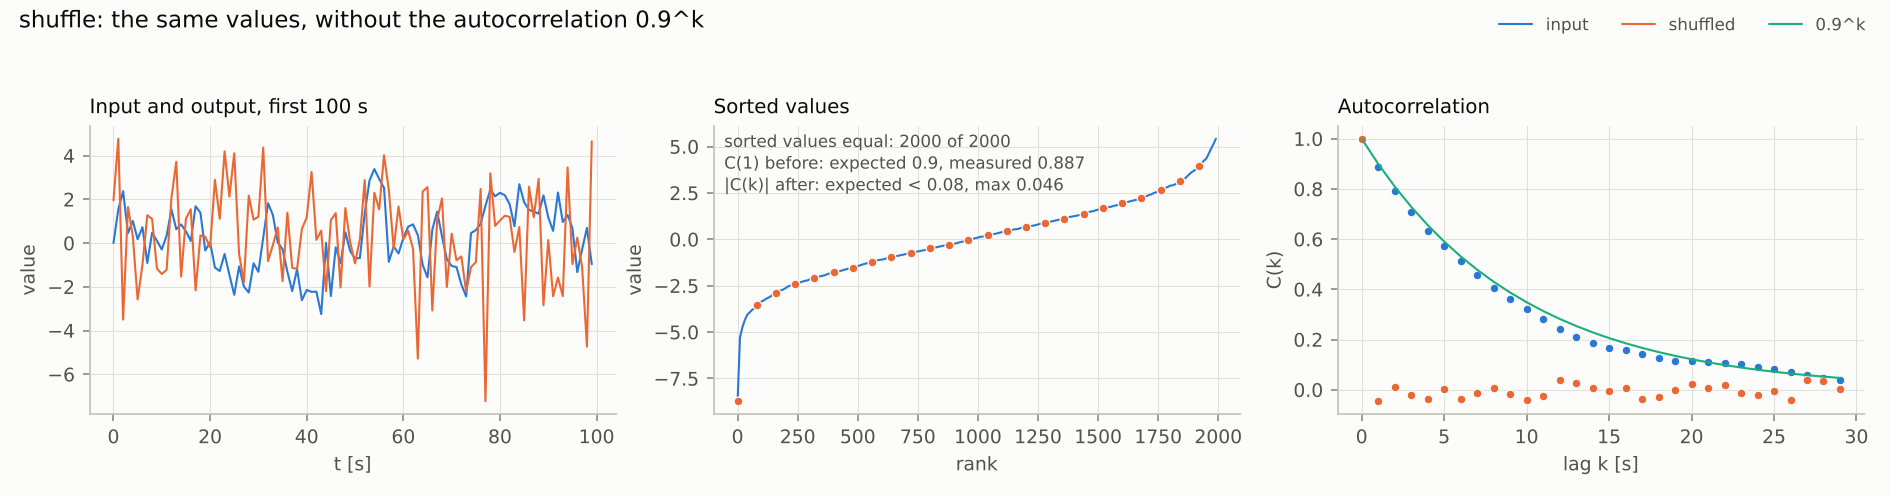 shuffle: the same values, without the autocorrelation 0.9^k
input
shuffled
0.9^k
Input and output, first 100 s
value
4
2
0
−2
−4
−6
0 20 40 60 80 100
t [s]
Sorted values
sorted values equal: 2000 of 2000
C(1) before: expected 0.9, measured 0.887
|C(k)| after: expected < 0.08, max 0.046
value
5.0
2.5
0.0
−2.5
−5.0
−7.5
0 250 500 750 1000 1250 1500 1750 2000
rank
Autocorrelation
C(k)
1.0
0.8
0.6
0.4
0.2
0.0
0 5 10 15 20 25 30
lag k [s]